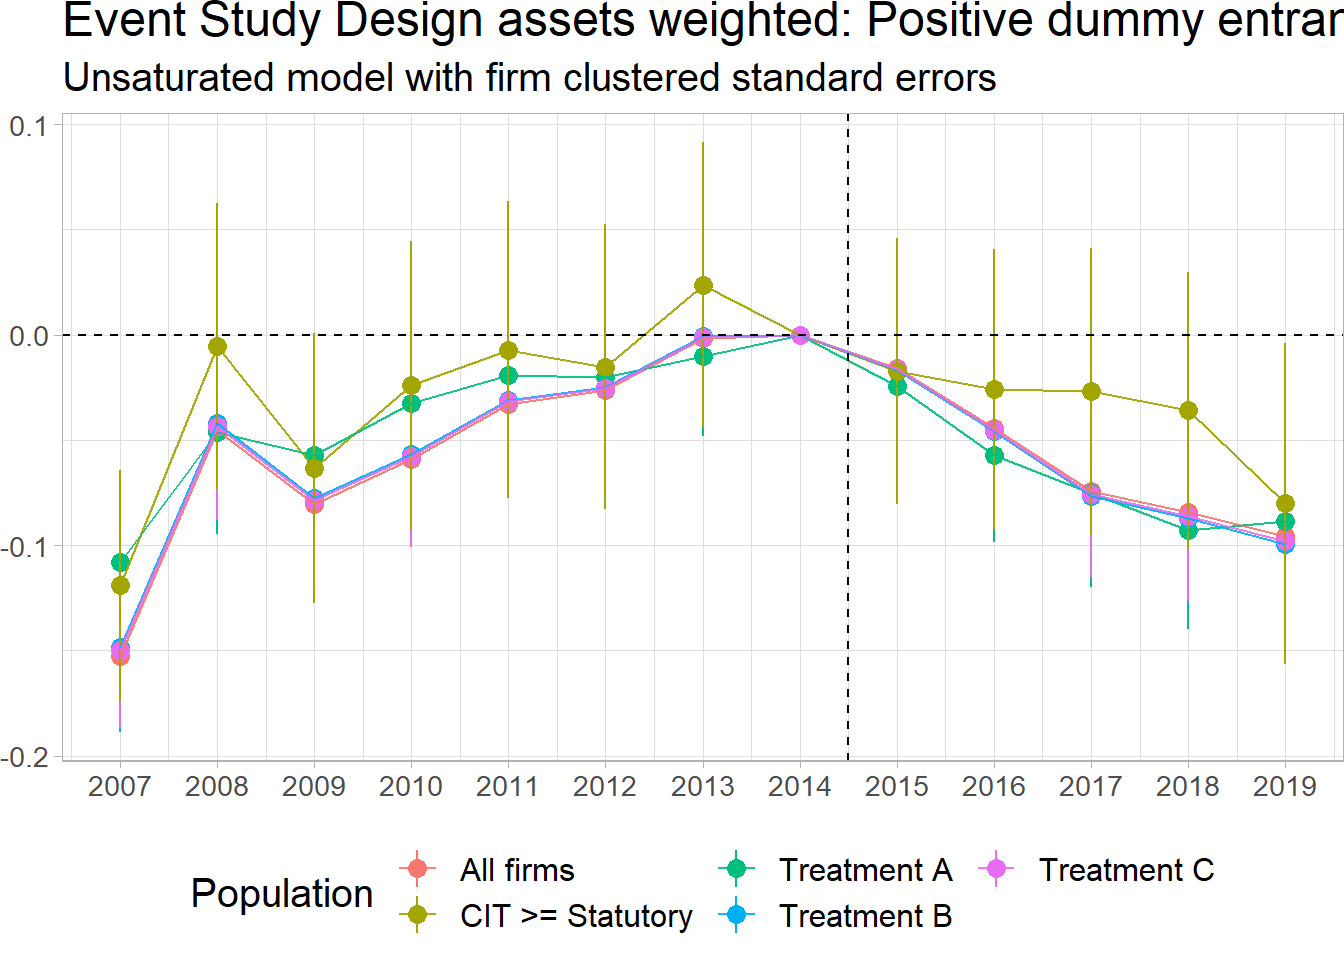 Event Study Design assets weighted: Positive dummy
Unsaturated model with firm clustered standard errors
0.1
0.0
-0.1
-0.2
2007 2008 2009 2010 2011 2012 2013 2014 2015 2016 2017 2018 2019
Population
All firms
Treatment A
Treatment C
CIT >= Statutory
Treatment B